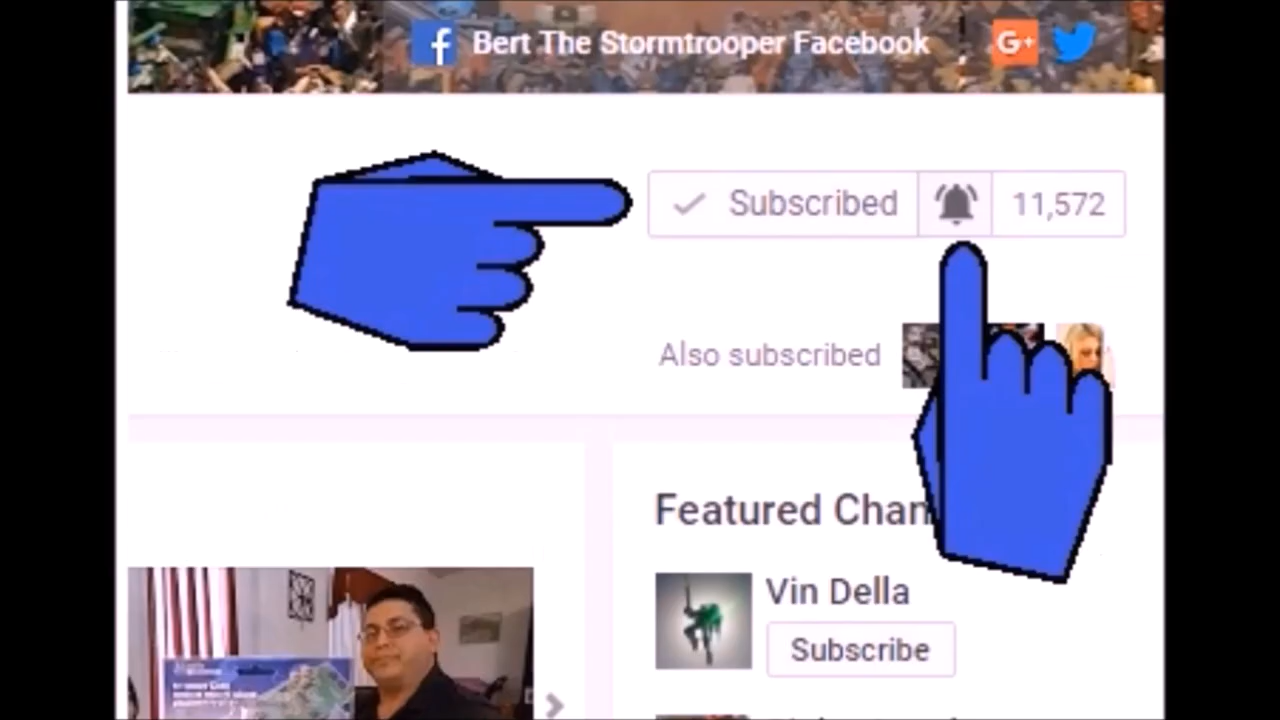 Bert The Stormtrooper Facebook
G+
Subscribed
11,572
Also subscribed
Featured Chan
Vin Della
Subscribe